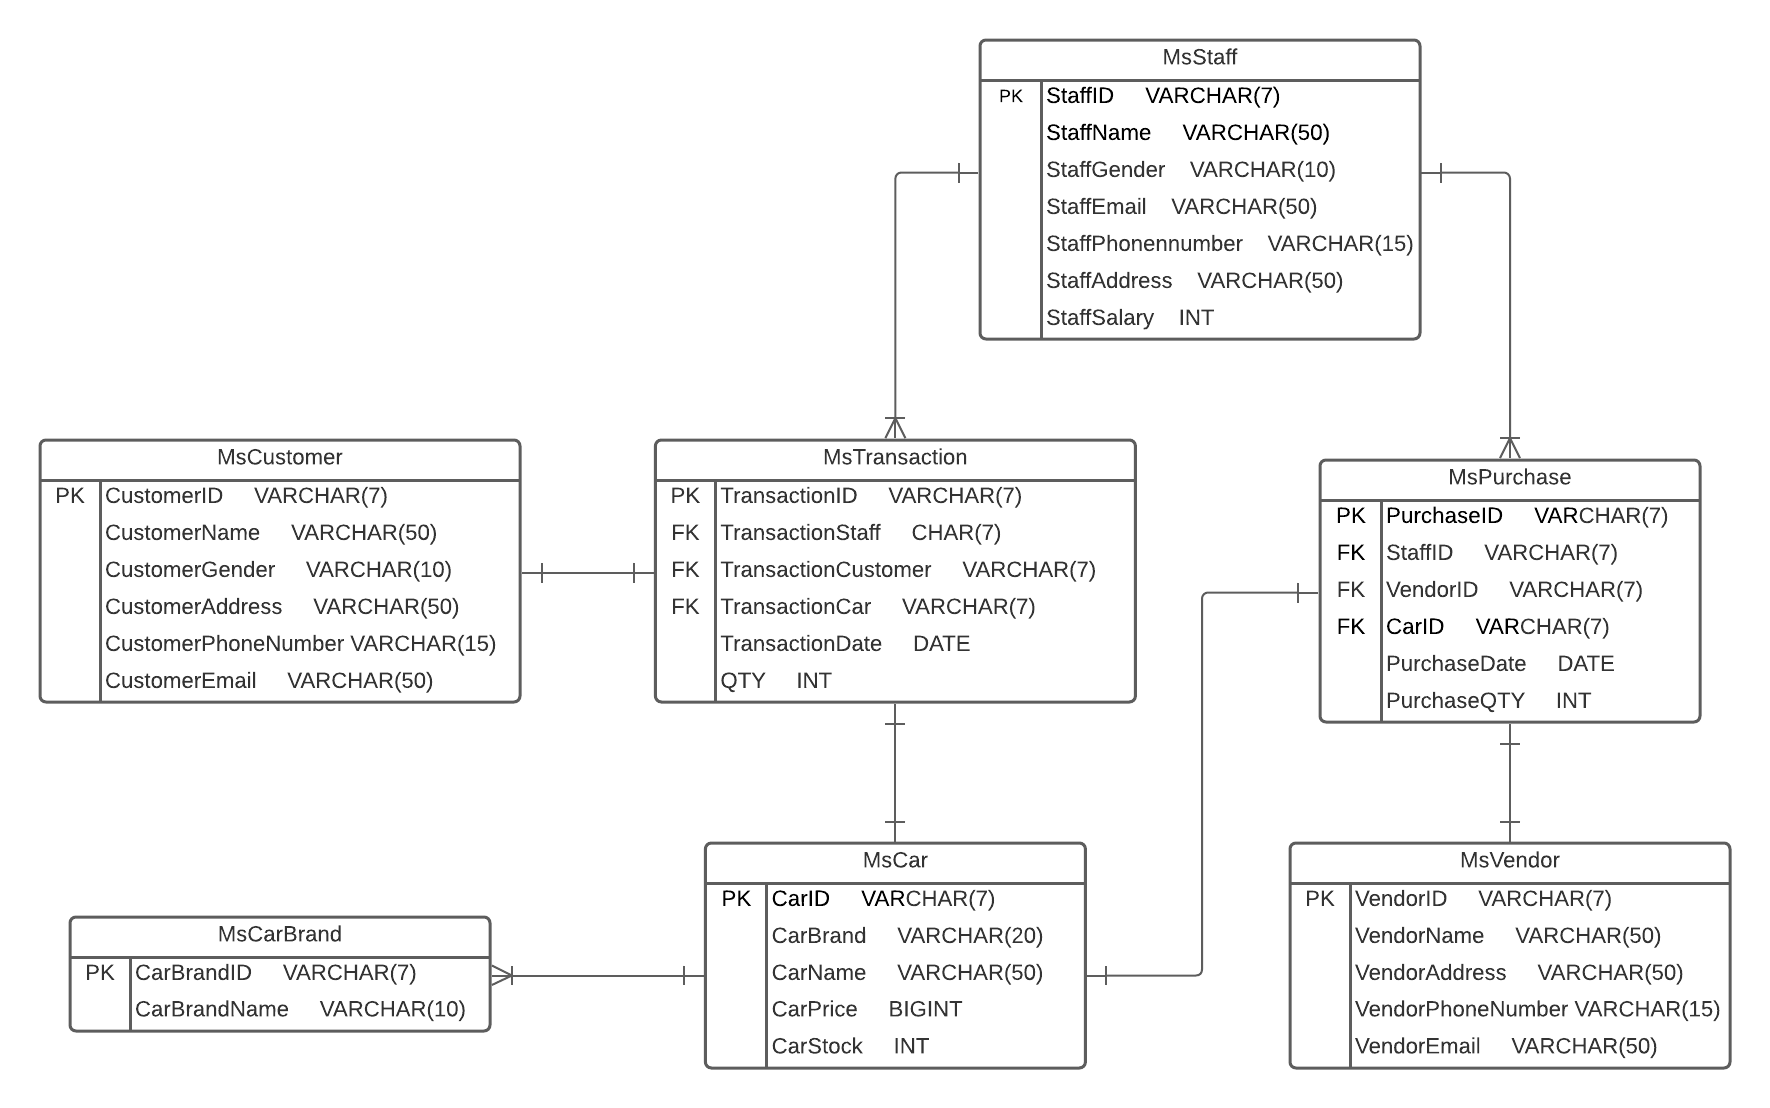 MsStaff
PK StaffID VARCHAR(7)
StaffName VARCHAR(50)
StaffGender VARCHAR(10)
StaffEmail VARCHAR(50)
StaffPhonennumber VARCHAR(15)
StaffAddress VARCHAR(50)
StaffSalary INT
MsCustomer
PK CustomerID VARCHAR(7)
CustomerName VARCHAR(50)
CustomerGender VARCHAR(10)
CustomerAddress VARCHAR(50)
CustomerPhoneNumber VARCHAR(15)
CustomerEmail VARCHAR(50)
MsTransaction
PK TransactionID VARCHAR(7)
FK TransactionStaff CHAR(7)
FK TransactionCustomer VARCHAR(7)
FK TransactionCar VARCHAR(7)
TransactionDate DATE
QTY INT
MsPurchase
PK PurchaseID VARCHAR(7)
FK StaffID VARCHAR(7)
FK VendorID VARCHAR(7)
FK CarID VARCHAR(7)
PurchaseDate DATE
PurchaseQTY INT
MsCarBrand
PK CarBrandID VARCHAR(7)
CarBrandName VARCHAR(10)
MsCar
PK CarID VARCHAR(7)
CarBrand VARCHAR(20)
CarName VARCHAR(50)
CarPrice BIGINT
CarStock INT
MsVendor
PK VendorID VARCHAR(7)
VendorName VARCHAR(50)
VendorAddress VARCHAR(50)
VendorPhoneNumber VARCHAR(15)
VendorEmail VARCHAR(50)